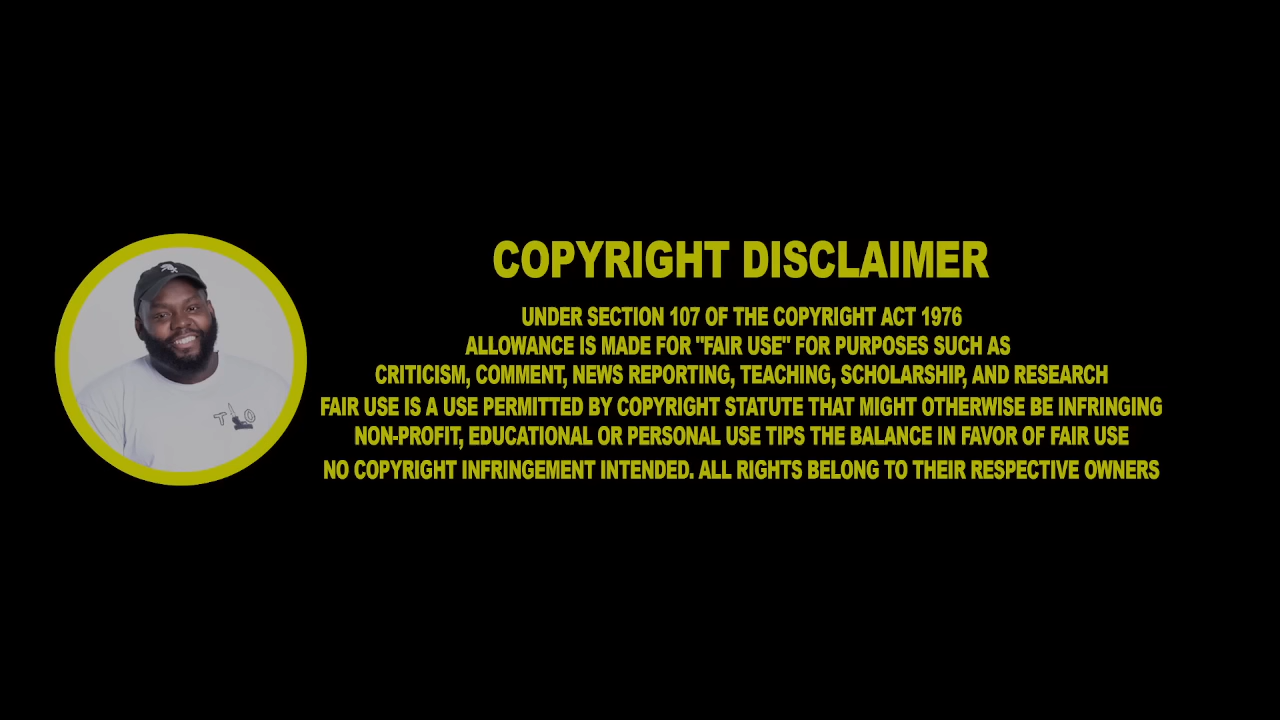 COPYRIGHT DISCLAIMER
UNDER SECTION 107 OF THE COPYRIGHT ACT 1976
ALLOWANCE IS MADE FOR "FAIR USE" FOR PURPOSES SUCH AS
CRITICISM, COMMENT, NEWS REPORTING, TEACHING, SCHOLARSHIP, AND RESEARCH
FAIR USE IS A USE PERMITTED BY COPYRIGHT STATUTE THAT MIGHT OTHERWISE BE INFRINGING
NON-PROFIT, EDUCATIONAL OR PERSONAL USE TIPS THE BALANCE IN FAVOR OF FAIR USE
NO COPYRIGHT INFRINGEMENT INTENDED. ALL RIGHTS BELONG TO THEIR RESPECTIVE OWNERS